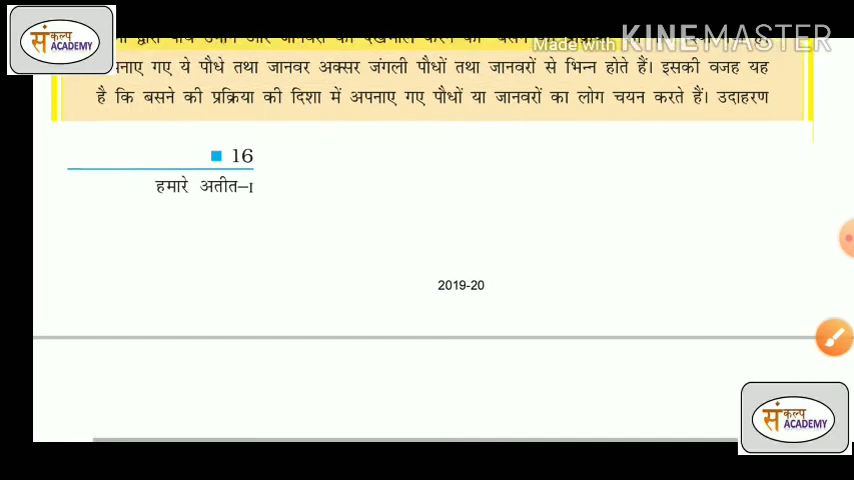 संकल्प
ACADEMY
Made with KINEMASTER
गए ये पौधे तथा जानवर अक्सर जंगली पौधों तथा जानवरों से भिन्न होते हैं। इसकी वजह यह
है कि बसने की प्रक्रिया की दिशा में अपनाए गए पौधों या जानवरों का लोग चयन करते हैं। उदाहरण
16
हमारे अतीत–I
2019-20
संकल्प
ACADEMY